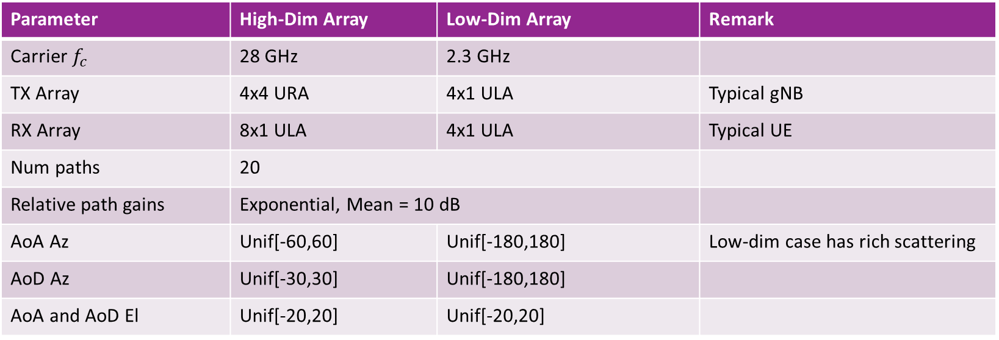 Parameter High-Dim Array Low-Dim Array Remark
Carrier f_c 28 GHz 2.3 GHz
TX Array 4x4 URA 4x1 ULA Typical gNB
RX Array 8x1 ULA 4x1 ULA Typical UE
Num paths 20
Relative path gains Exponential, Mean = 10 dB
AoA Az Unif[-60,60] Unif[-180,180] Low-dim case has rich scattering
AoD Az Unif[-30,30] Unif[-180,180]
AoA and AoD El Unif[-20,20] Unif[-20,20]